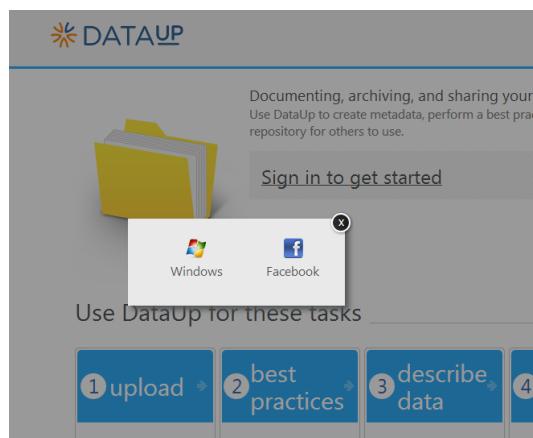 DATAUP
Documenting, archiving, and sharing your
Use DataUp to create metadata, perform a best prac
repository for others to use.
Sign in to get started
X
Windows
Facebook
Use DataUp for these tasks
1 upload
2 best practices
3 describe data
4